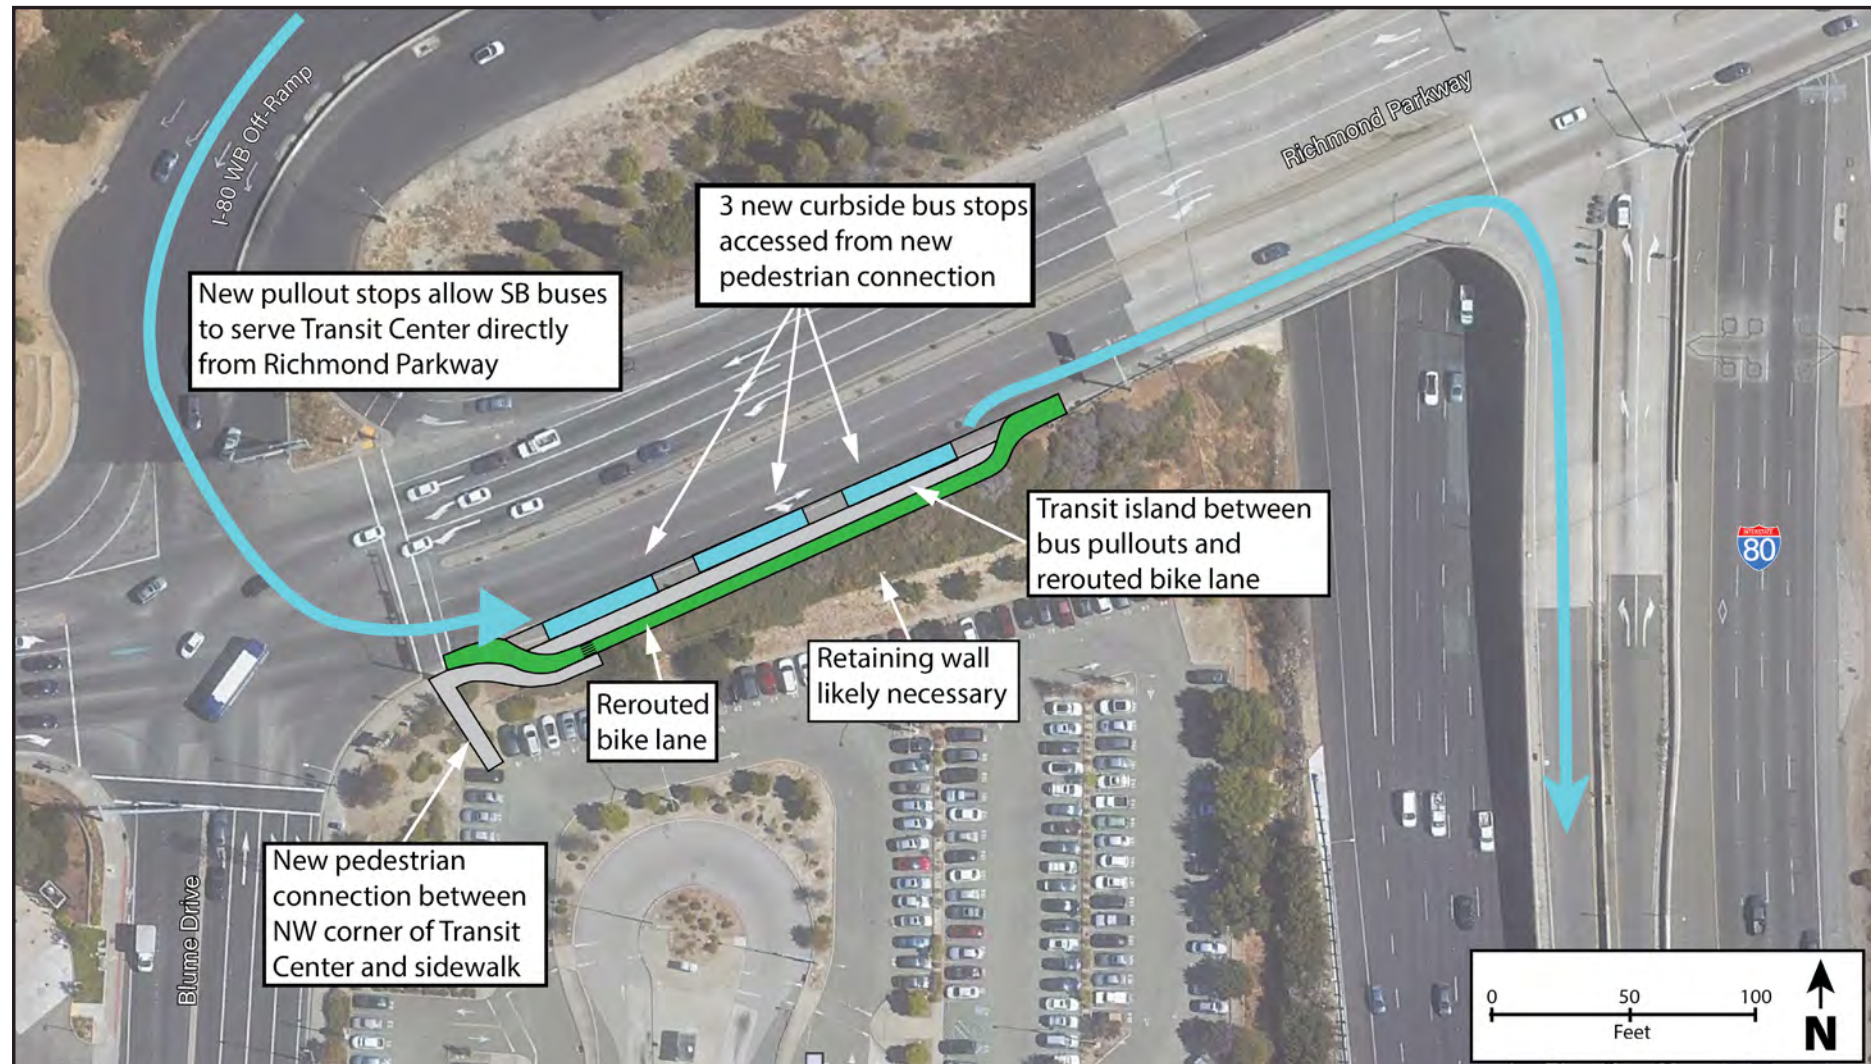 I-80 WB Off-Ramp
Richmond Parkway
3 new curbside bus stops
accessed from new
pedestrian connection
New pullout stops allow SB buses
to serve Transit Center directly
from Richmond Parkway
Transit island between
bus pullouts and
rerouted bike lane
INTERSTATE
80
Retaining wall
likely necessary
Rerouted
bike lane
New pedestrian
connection between
NW corner of Transit
Center and sidewalk
Blume Drive
0 50 100
Feet
N